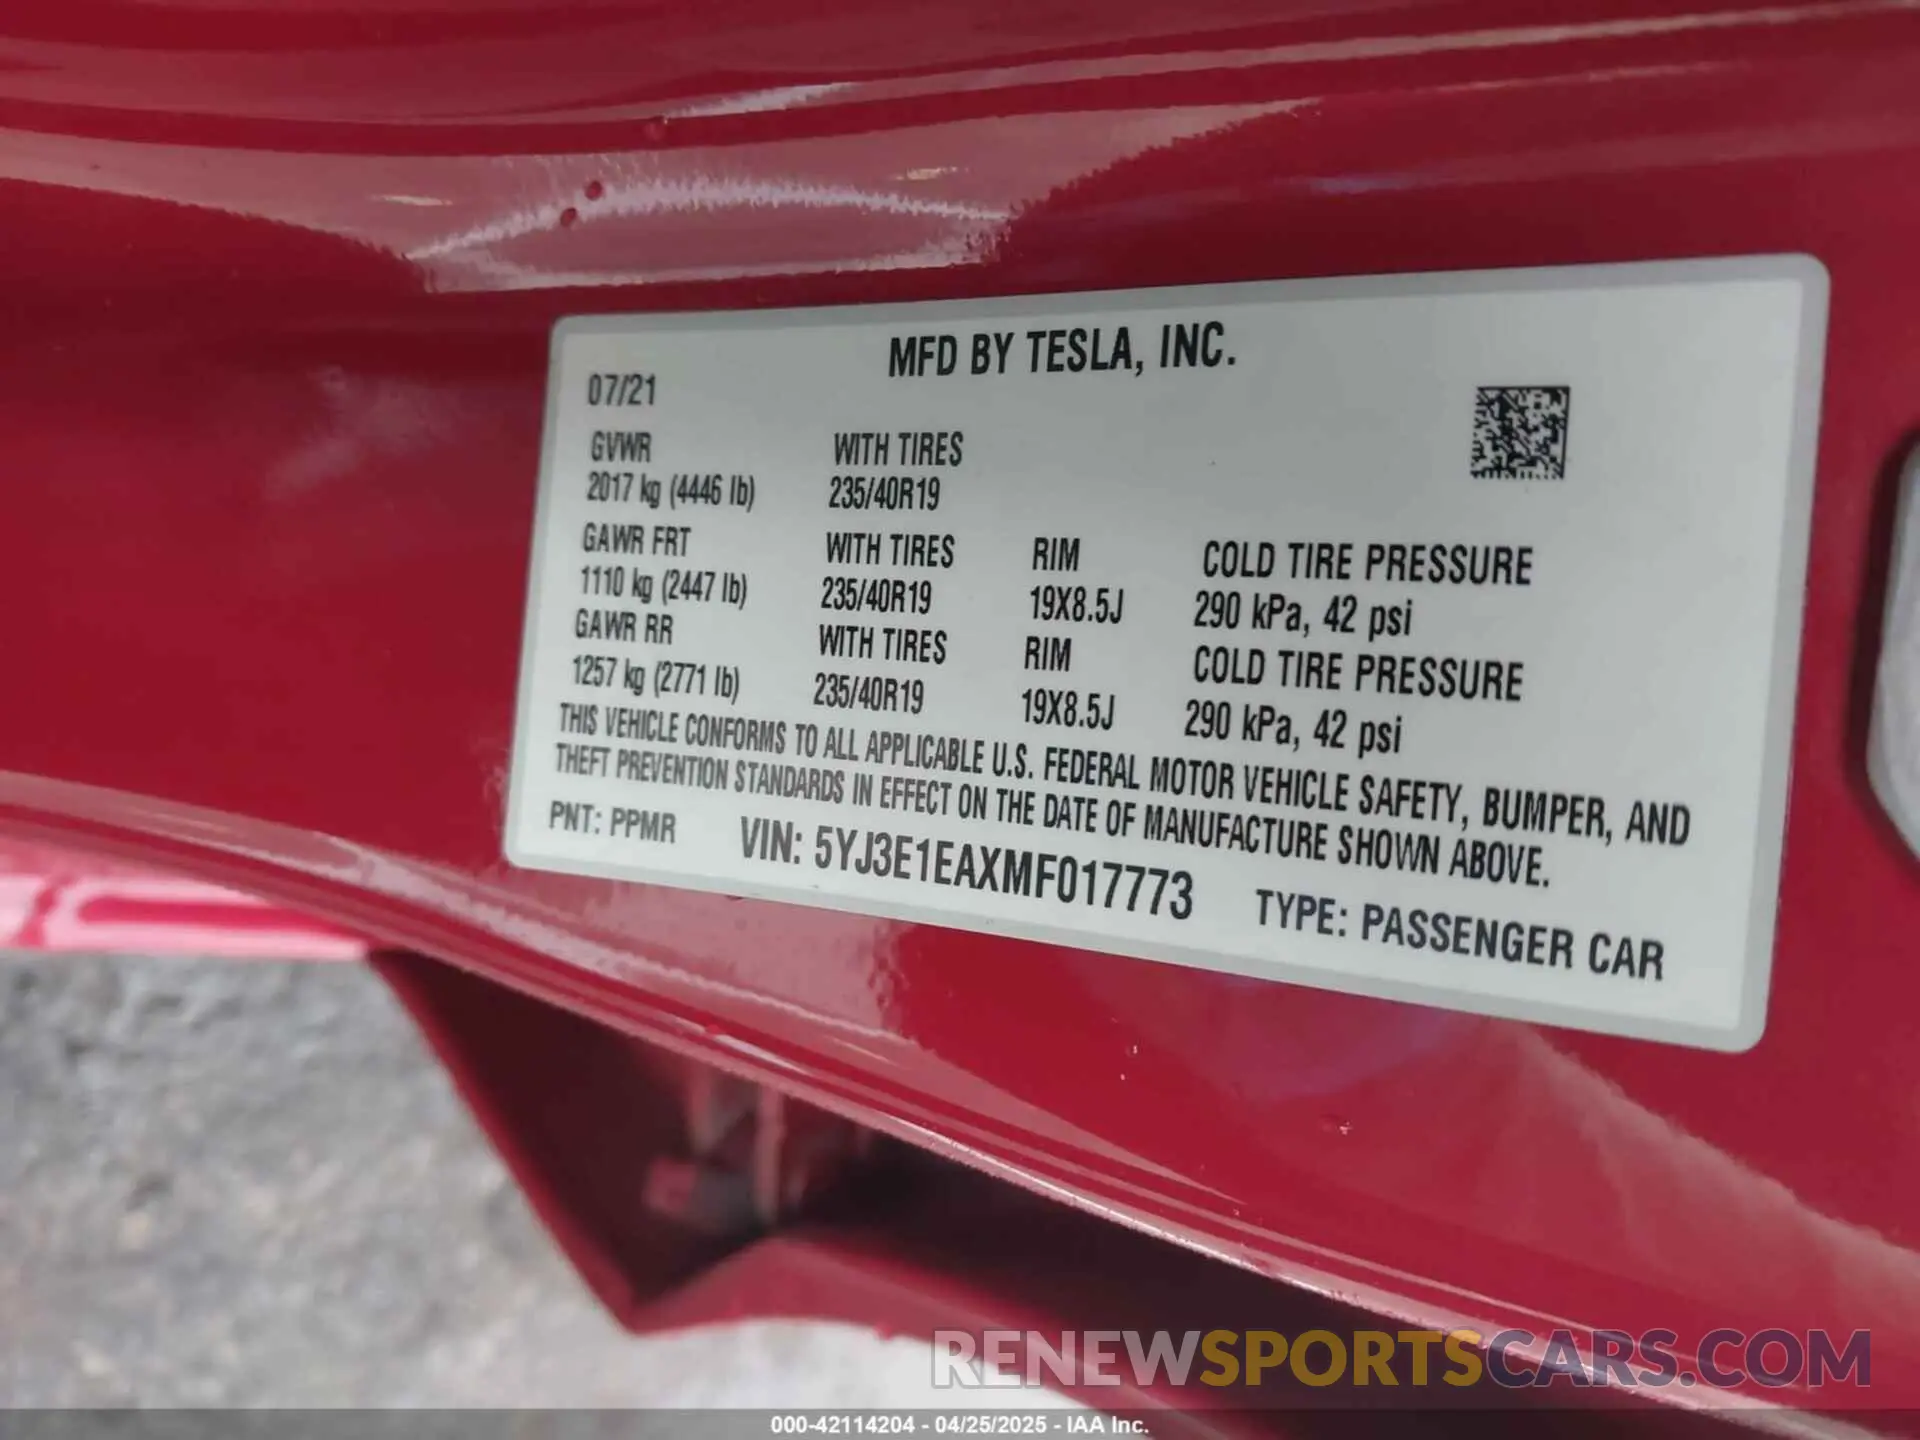 MFD BY TESLA, INC.
07/21
GVWR WITH TIRES
2017 kg (4446 lb) 235/40R19
GAWR FRT WITH TIRES RIM COLD TIRE PRESSURE
1110 kg (2447 lb) 235/40R19 19X8.5J 290 kPa, 42 psi
GAWR RR WITH TIRES RIM COLD TIRE PRESSURE
1257 kg (2771 lb) 235/40R19 19X8.5J 290 kPa, 42 psi
THIS VEHICLE CONFORMS TO ALL APPLICABLE U.S. FEDERAL MOTOR VEHICLE SAFETY, BUMPER, AND
THEFT PREVENTION STANDARDS IN EFFECT ON THE DATE OF MANUFACTURE SHOWN ABOVE.
PNT: PPMR VIN: 5YJ3E1EAXMF017773 TYPE: PASSENGER CAR
RENEWSPORTSCARS.COM
000-42114204 - 04/25/2025 - IAA Inc.